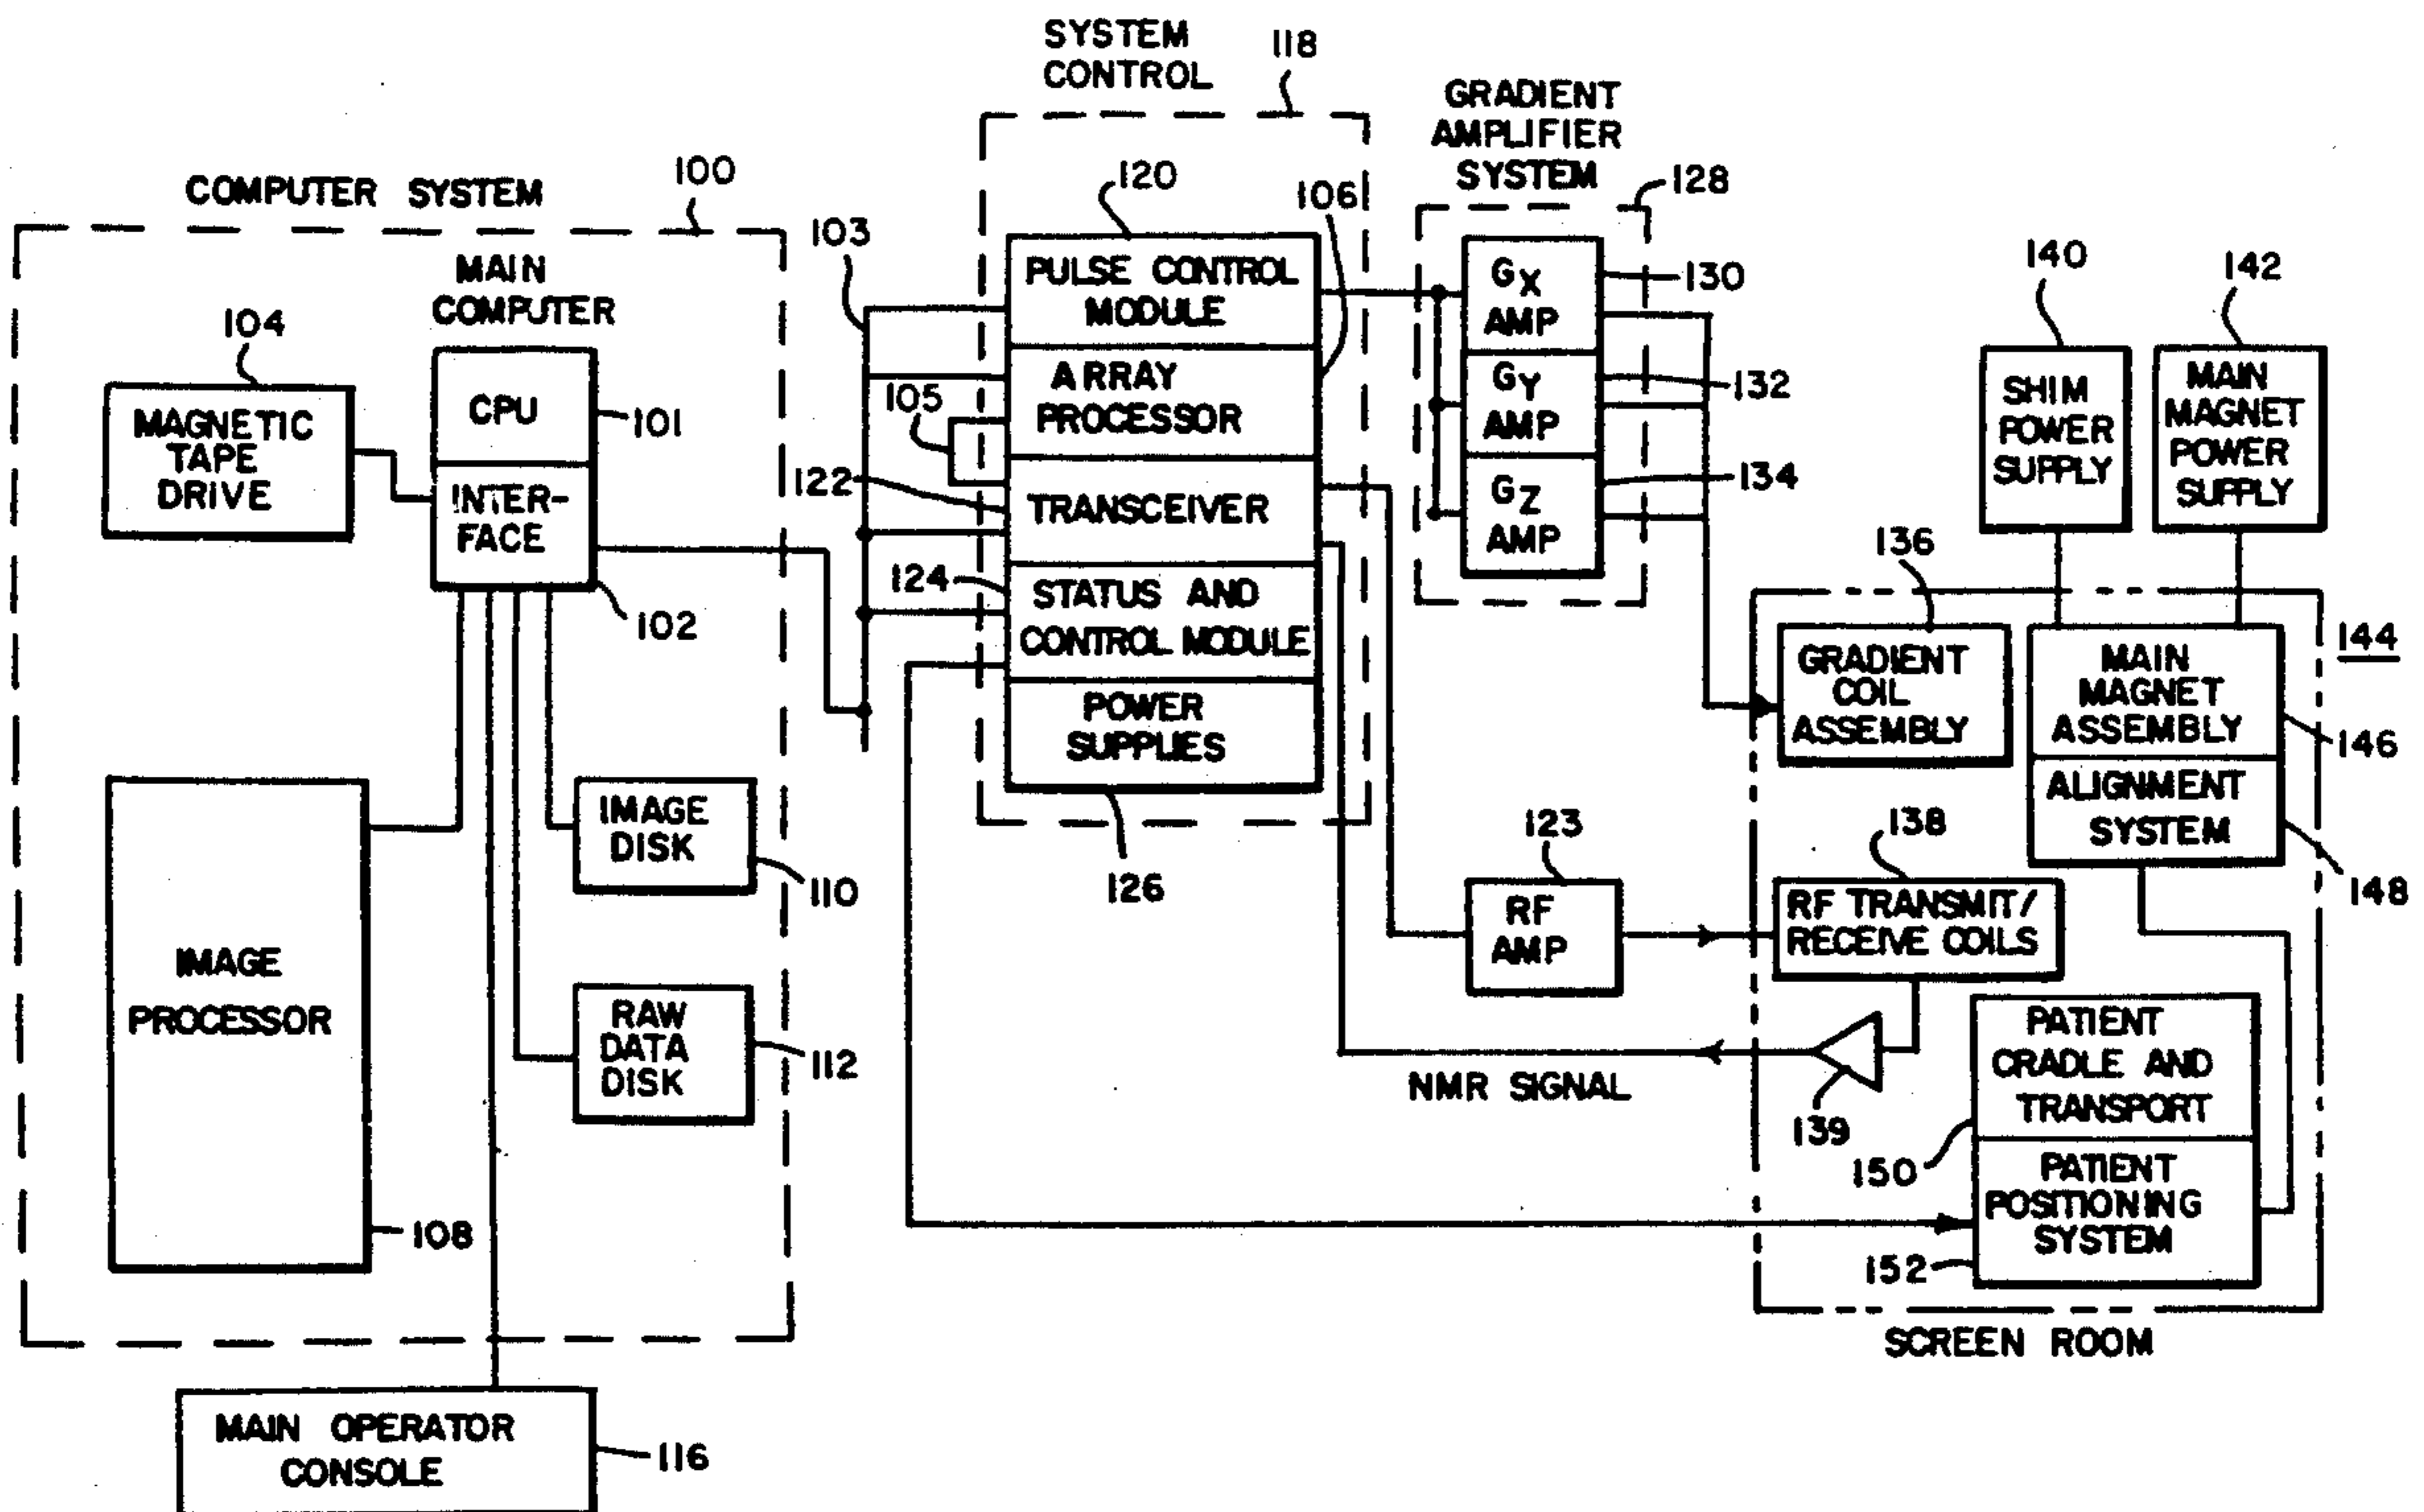 SYSTEM
CONTROL
118
GRADIENT
AMPLIFIER
SYSTEM
128
COMPUTER SYSTEM
100
MAIN
COMPUTER
104
MAGNETIC
TAPE
DRIVE
CPU
101
INTER-
FACE
102
IMAGE
PROCESSOR
108
IMAGE
DISK
110
RAW
DATA
DISK
112
MAIN OPERATOR
CONSOLE
116
103
105
120
106
PULSE CONTROL
MODULE
ARRAY
PROCESSOR
122
TRANSCEIVER
124
STATUS AND
CONTROL MODULE
POWER
SUPPLIES
126
GX
AMP
130
GY
AMP
132
GZ
AMP
134
140
SHIM
POWER
SUPPLY
142
MAIN
MAGNET
POWER
SUPPLY
136
GRADIENT
COIL
ASSEMBLY
144
MAIN
MAGNET
ASSEMBLY
146
ALIGNMENT
SYSTEM
148
123
RF
AMP
138
RF TRANSMIT/
RECEIVE COILS
NMR SIGNAL
139
PATIENT
CRADLE AND
TRANSPORT
150
PATIENT
POSITIONING
SYSTEM
152
SCREEN ROOM